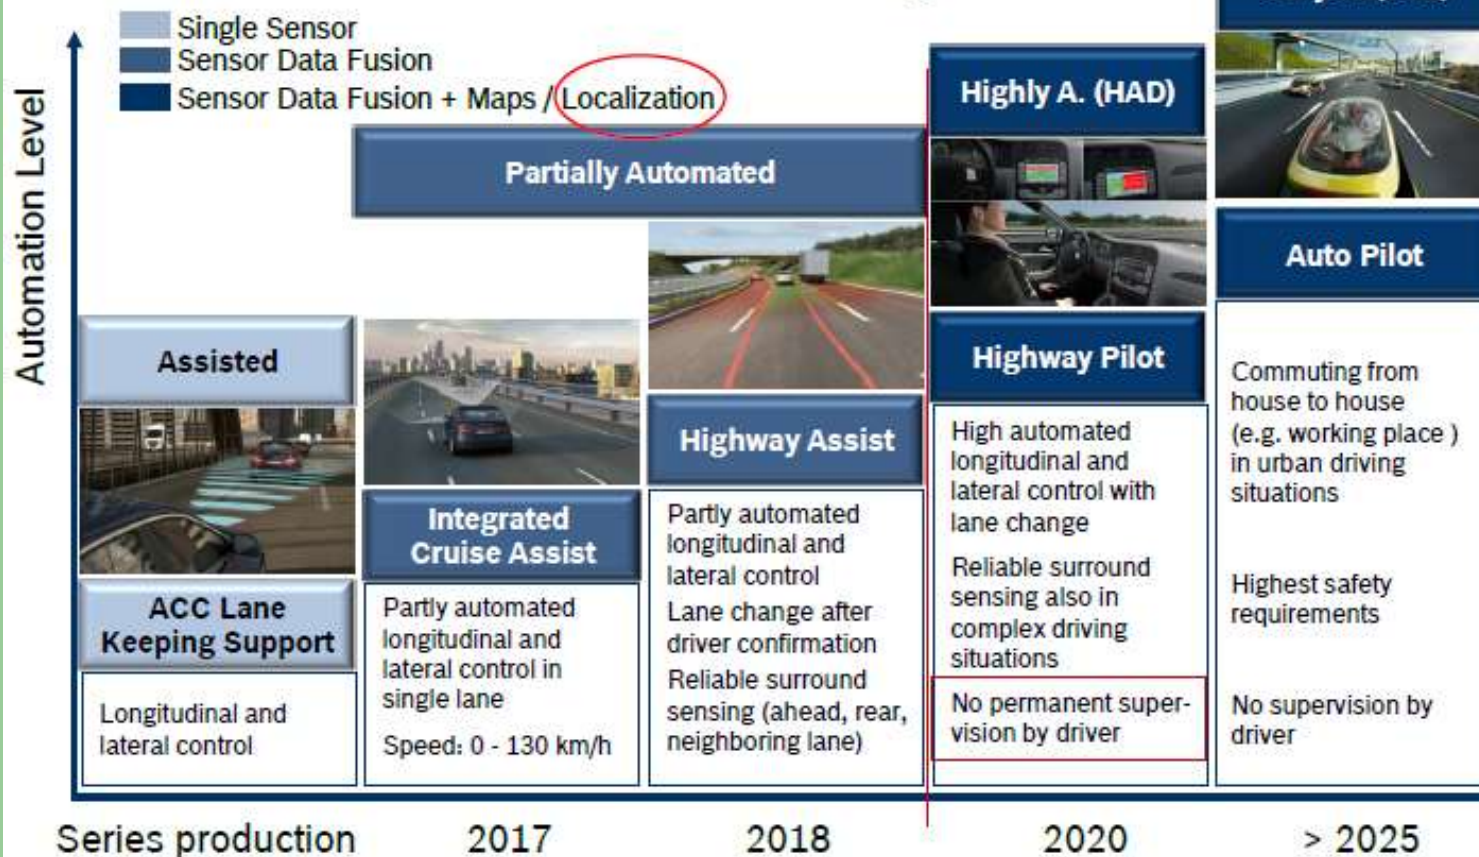 Single Sensor
Sensor Data Fusion
Sensor Data Fusion + Maps / Localization
Automation Level
Partially Automated
Highly A. (HAD)
Assisted
ACC Lane
Keeping Support
Longitudinal and
lateral control
Integrated
Cruise Assist
Partly automated
longitudinal and
lateral control in
single lane
Speed: 0 - 130 km/h
Highway Assist
Partly automated
longitudinal and
lateral control
Lane change after
driver confirmation
Reliable surround
sensing (ahead, rear,
neighboring lane)
Highway Pilot
High automated
longitudinal and
lateral control with
lane change
Reliable surround
sensing also in
complex driving
situations
No permanent super-
vision by driver
Auto Pilot
Commuting from
house to house
(e.g. working place )
in urban driving
situations
Highest safety
requirements
No supervision by
driver
Series production
2017
2018
2020
> 2025